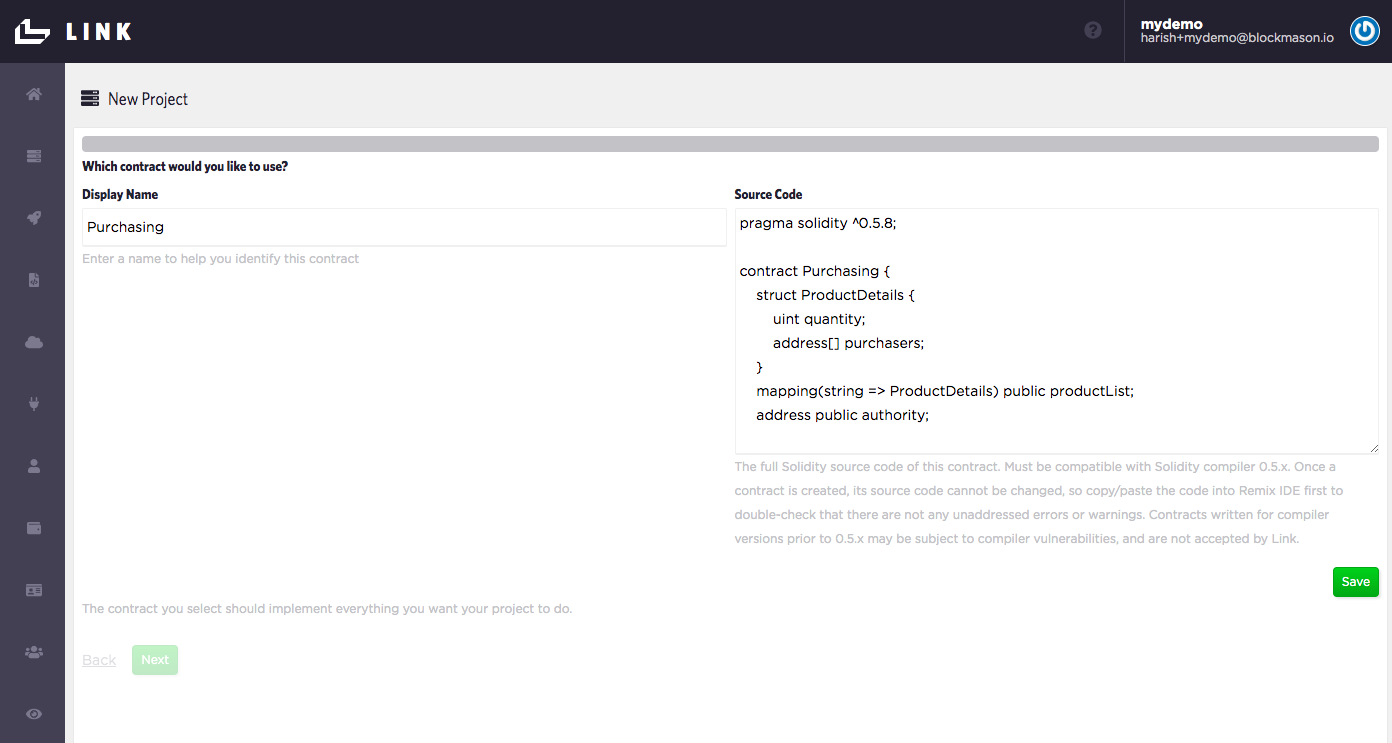 LINK
mydemo
harish+mydemo@blockmason.io
New Project
Which contract would you like to use?
Display Name
Purchasing
Enter a name to help you identify this contract
Source Code
pragma solidity ^0.5.8;
contract Purchasing {
struct ProductDetails {
uint quantity;
address[] purchasers;
}
mapping(string => ProductDetails) public productList;
address public authority;
The full Solidity source code of this contract. Must be compatible with Solidity compiler 0.5.x. Once a
contract is created, its source code cannot be changed, so copy/paste the code into Remix IDE first to
double-check that there are not any unaddressed errors or warnings. Contracts written for compiler
versions prior to 0.5.x may be subject to compiler vulnerabilities, and are not accepted by Link.
Save
The contract you select should implement everything you want your project to do.
Back
Next